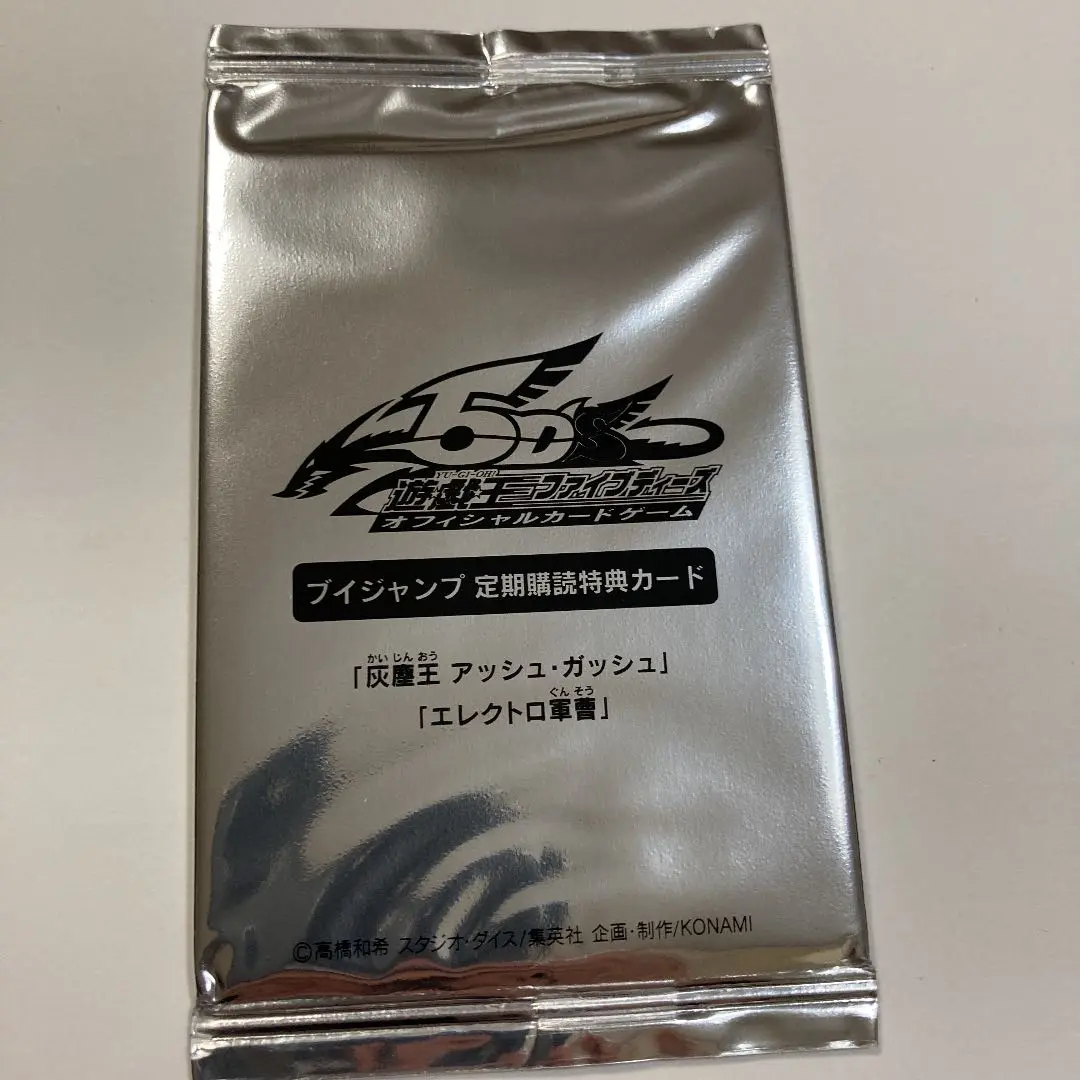 5D's
YU-GI-OH!
遊戯王ファイブディーズ
オフィシャルカードゲーム
ブイジャンプ 定期購読特典カード
かいじんおう
「灰塵王 アッシュ・ガッシュ」
ぐんそう
「エレクトロ軍曹」
©高橋和希 スタジオ・ダイス/集英社 企画・制作/KONAMI